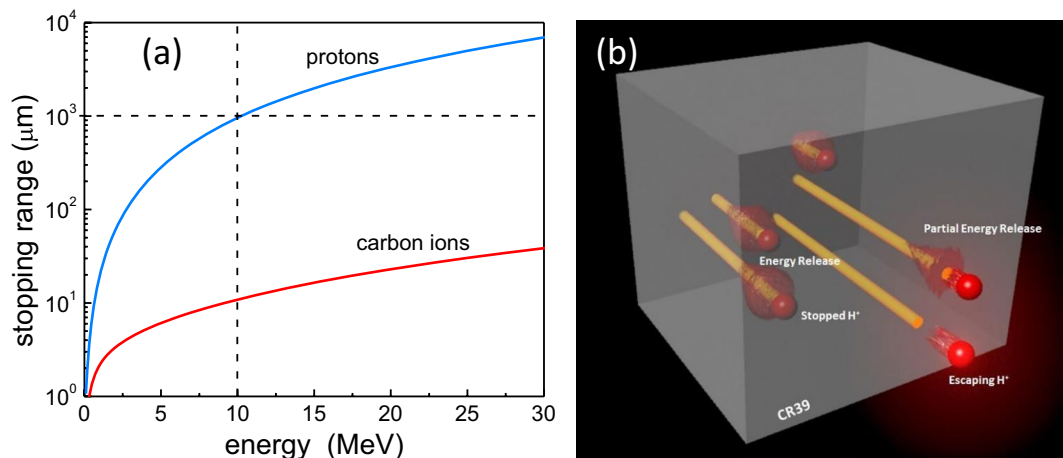 (a)
protons
carbon ions
stopping range (μm)
10⁴
10³
10²
10¹
10⁰
0
5
10
15
20
25
30
energy (MeV)
(b)
Partial Energy Release
Energy Release
Stopped H⁺
Escaping H⁺
CR39